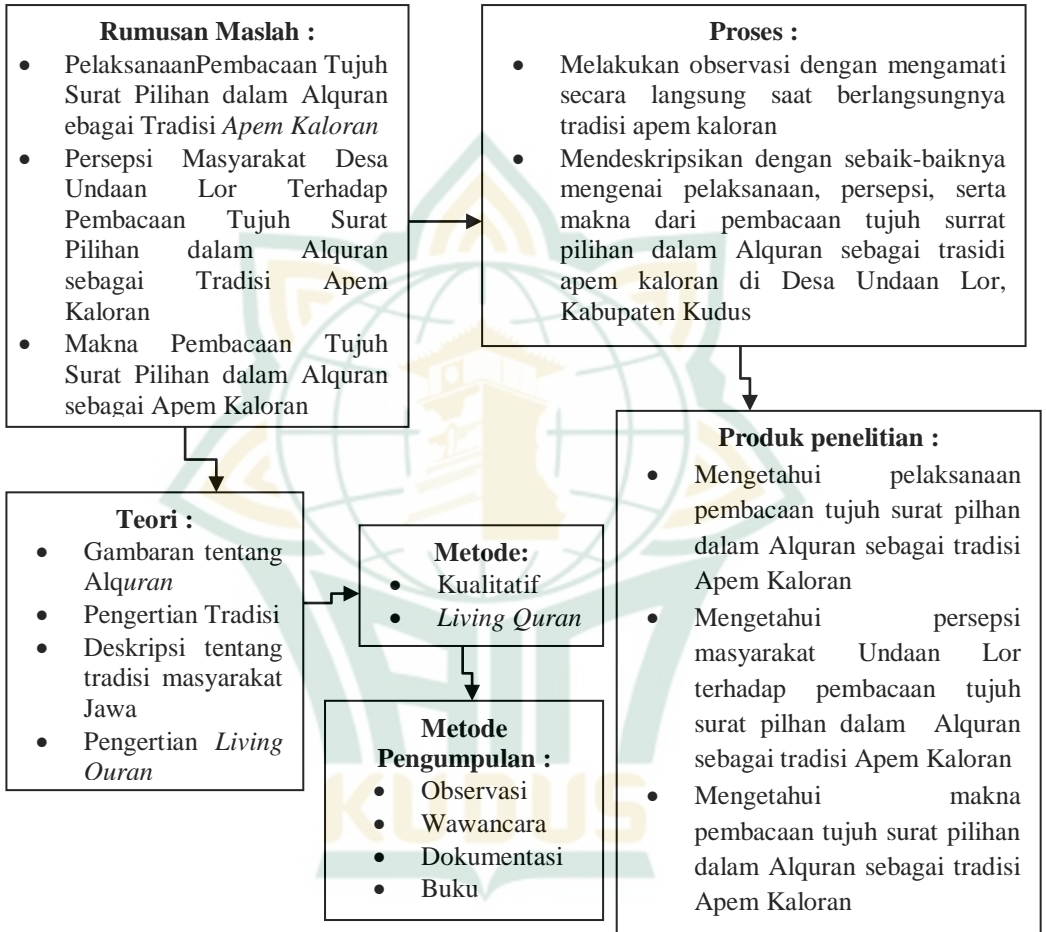 Rumusan Maslah :
• PelaksanaanPembacaan Tujuh
Surat Pilihan dalam Alquran
ebagai Tradisi Apem Kaloran
• Persepsi Masyarakat Desa
Undaan Lor Terhadap
Pembacaan Tujuh Surat
Pilihan dalam Alquran
sebagai Tradisi Apem
Kaloran
• Makna Pembacaan Tujuh
Surat Pilihan dalam Alquran
sebagai Apem Kaloran
Proses :
• Melakukan observasi dengan mengamati
secara langsung saat berlangsungnya
tradisi apem kaloran
• Mendeskripsikan dengan sebaik-baiknya
mengenai pelaksanaan, persepsi, serta
makna dari pembacaan tujuh surrat
pilihan dalam Alquran sebagai trasidi
apem kaloran di Desa Undaan Lor,
Kabupaten Kudus
Teori :
• Gambaran tentang
Alquran
• Pengertian Tradisi
• Deskripsi tentang
tradisi masyarakat
Jawa
• Pengertian Living
Quran
Metode:
• Kualitatif
• Living Quran
Metode
Pengumpulan :
• Observasi
• Wawancara
• Dokumentasi
• Buku
Produk penelitian :
• Mengetahui pelaksanaan
pembacaan tujuh surat pilhan
dalam Alquran sebagai tradisi
Apem Kaloran
• Mengetahui persepsi
masyarakat Undaan Lor
terhadap pembacaan tujuh
surat pilhan dalam Alquran
sebagai tradisi Apem Kaloran
• Mengetahui makna
pembacaan tujuh surat pilihan
dalam Alquran sebagai tradisi
Apem Kaloran
KUDUS